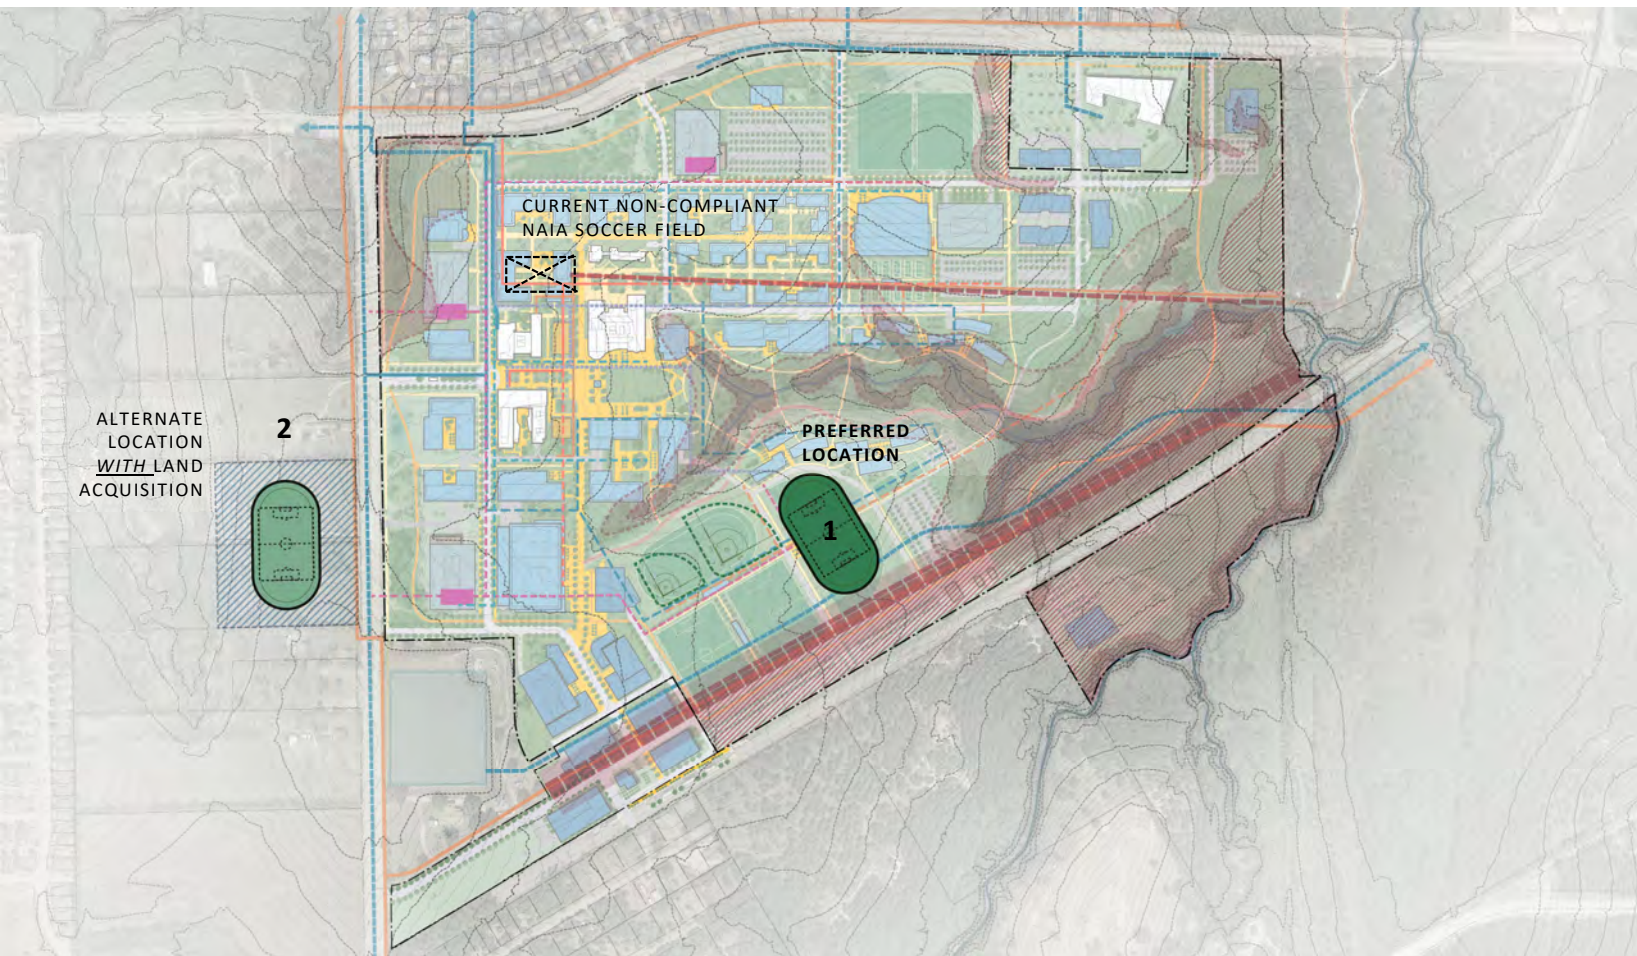 CURRENT NON-COMPLIANT
NAIA SOCCER FIELD
ALTERNATE
LOCATION
WITH LAND
ACQUISITION
2
PREFERRED
LOCATION
1